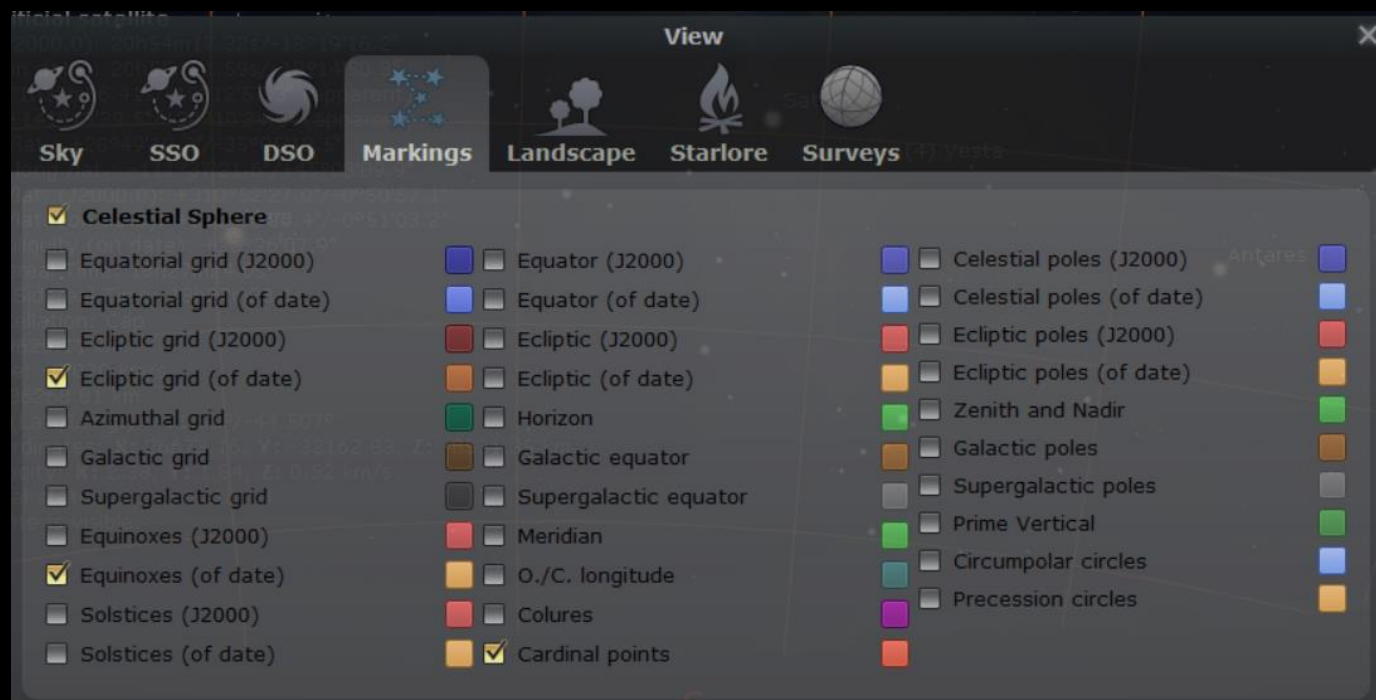 View
Sky SSO DSO Markings Landscape Starlore Surveys
Celestial Sphere
Equatorial grid (J2000)
Equatorial grid (of date)
Ecliptic grid (J2000)
Ecliptic grid (of date)
Azimuthal grid
Galactic grid
Supergalactic grid
Equinoxes (J2000)
Equinoxes (of date)
Solstices (J2000)
Solstices (of date)
Equator (J2000)
Equator (of date)
Ecliptic (J2000)
Ecliptic (of date)
Horizon
Galactic equator
Supergalactic equator
Meridian
O./C. longitude
Colures
Cardinal points
Celestial poles (J2000)
Celestial poles (of date)
Ecliptic poles (J2000)
Ecliptic poles (of date)
Zenith and Nadir
Galactic poles
Supergalactic poles
Prime Vertical
Circumpolar circles
Precession circles
Vesta
Antares